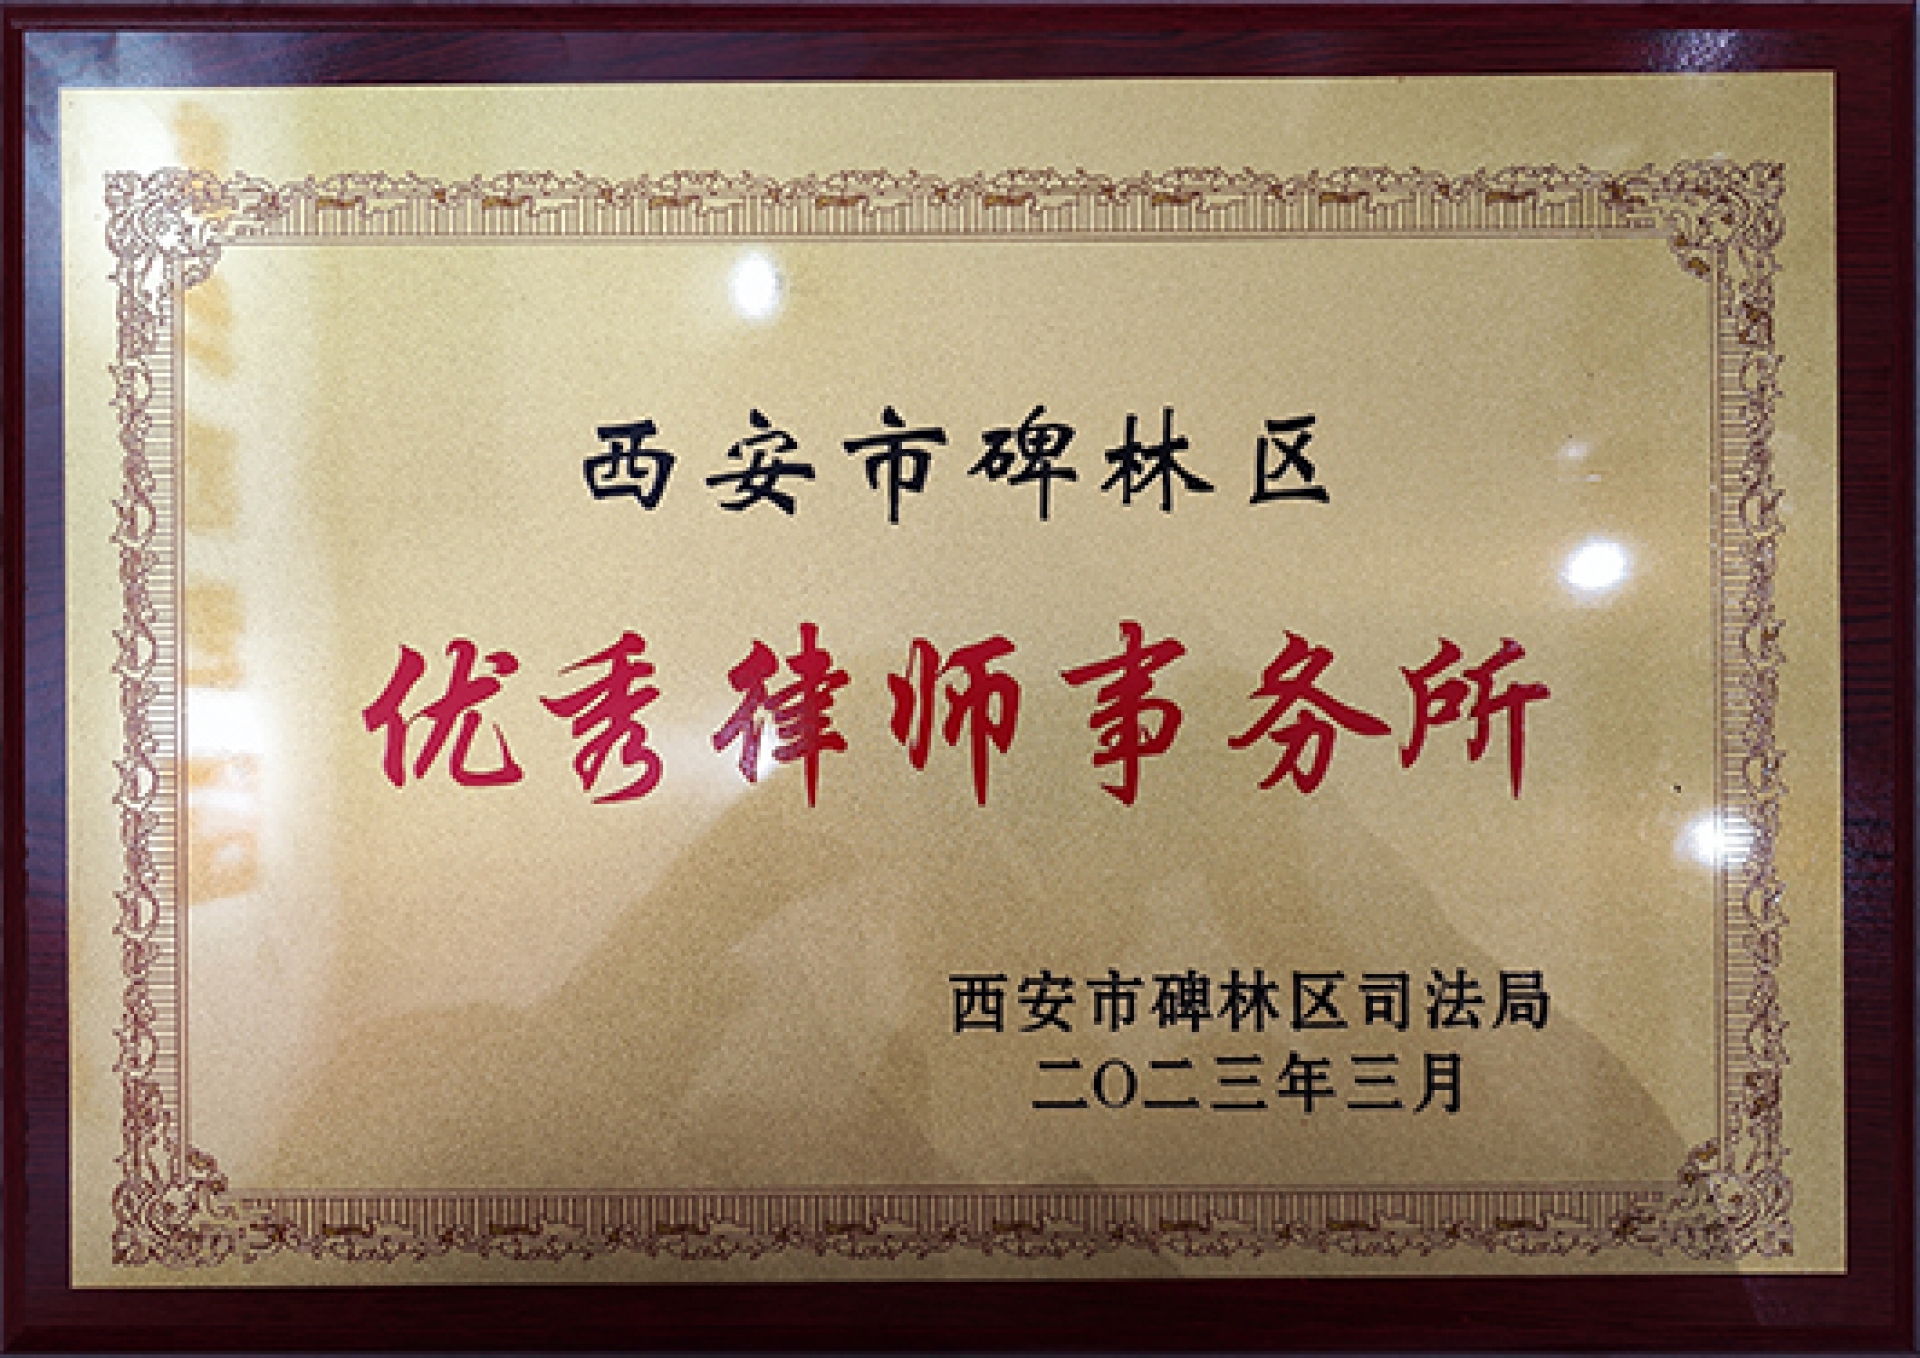 西安市碑林区
优秀律师事务所
西安市碑林区司法局
二〇二三年三月